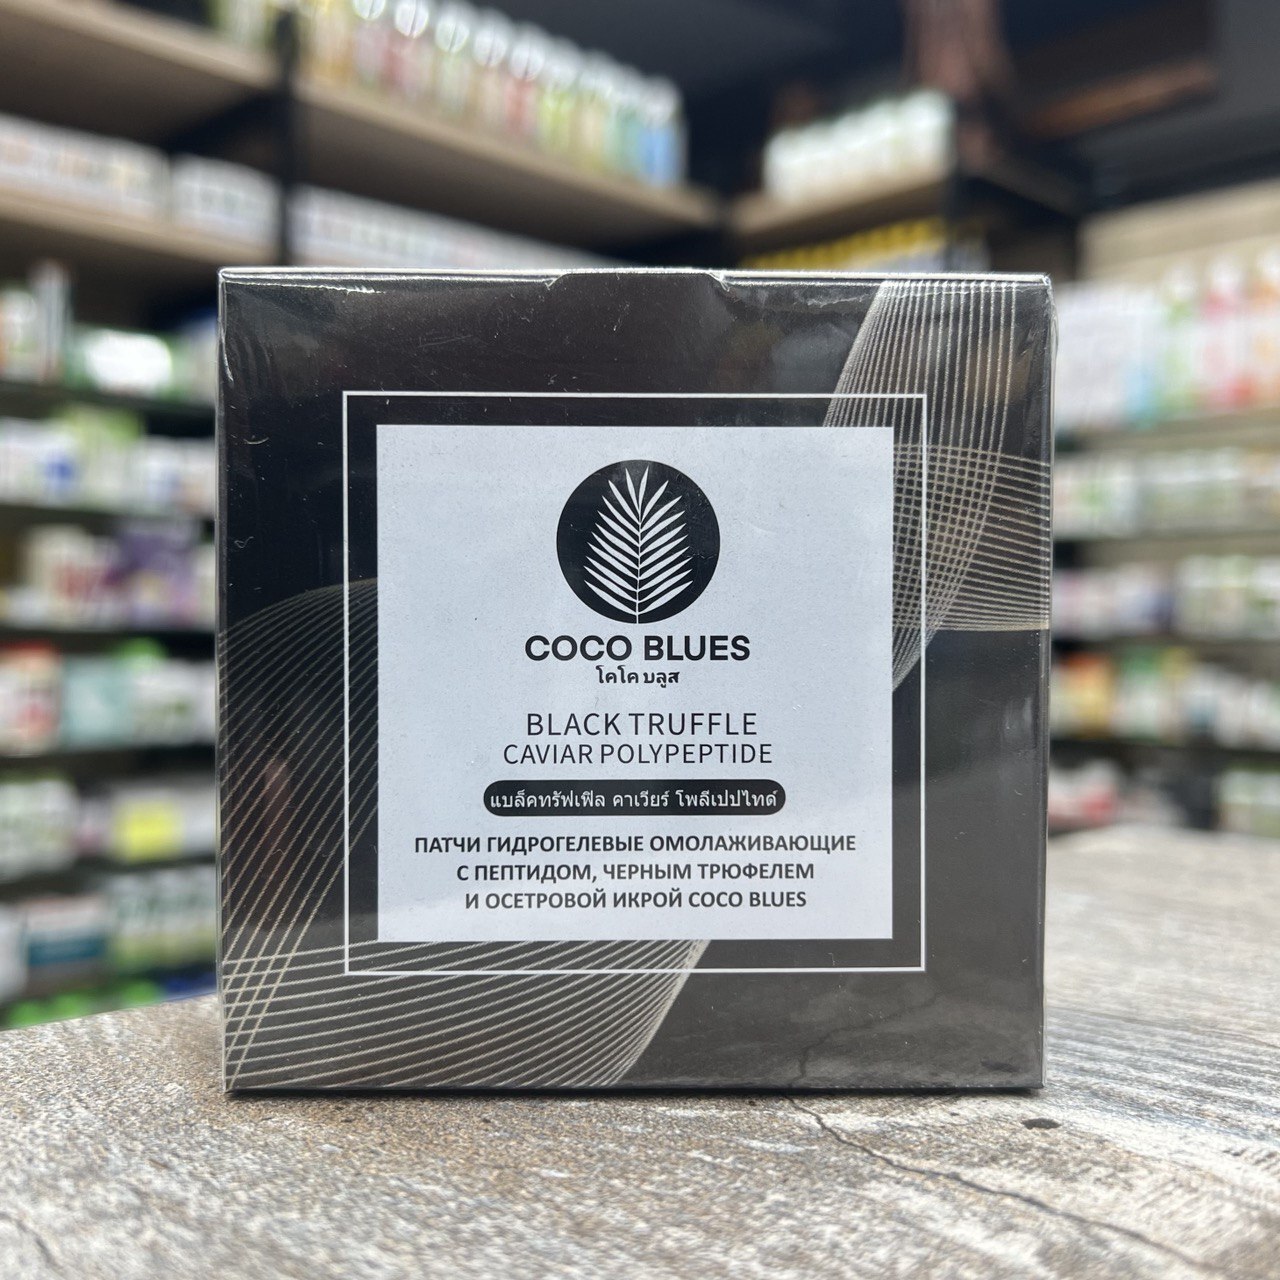 COCO BLUES
โคโค บลูส
BLACK TRUFFLE
CAVIAR POLYPEPTIDE
แบล็คทรัฟเฟิล คาเวียร์ โพลีเปปไทด์
ПАТЧИ ГИДРОГЕЛЕВЫЕ ОМОЛАЖИВАЮЩИЕ
С ПЕПТИДОМ, ЧЕРНЫМ ТРЮФЕЛЕМ
И ОСЕТРОВОЙ ИКРОЙ COCO BLUES